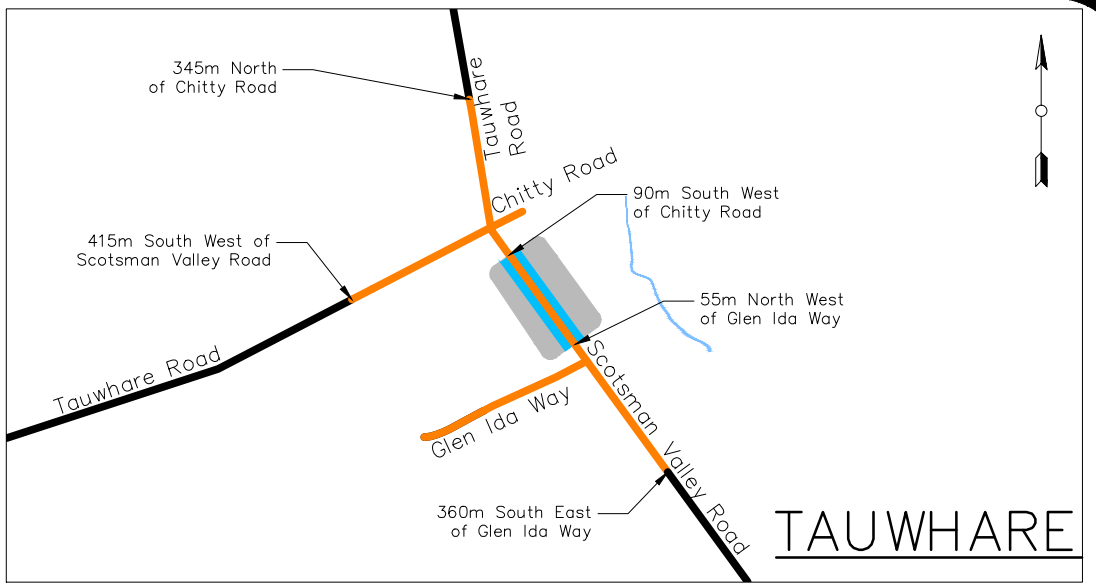 345m North
of Chitty Road
Tauwhare
Road
Chitty Road
90m South West
of Chitty Road
415m South West of
Scotsman Valley Road
55m North West
of Glen Ida Way
Tauwhare Road
Glen Ida Way
Scotsman Valley Road
360m South East
of Glen Ida Way
TAUWHARE